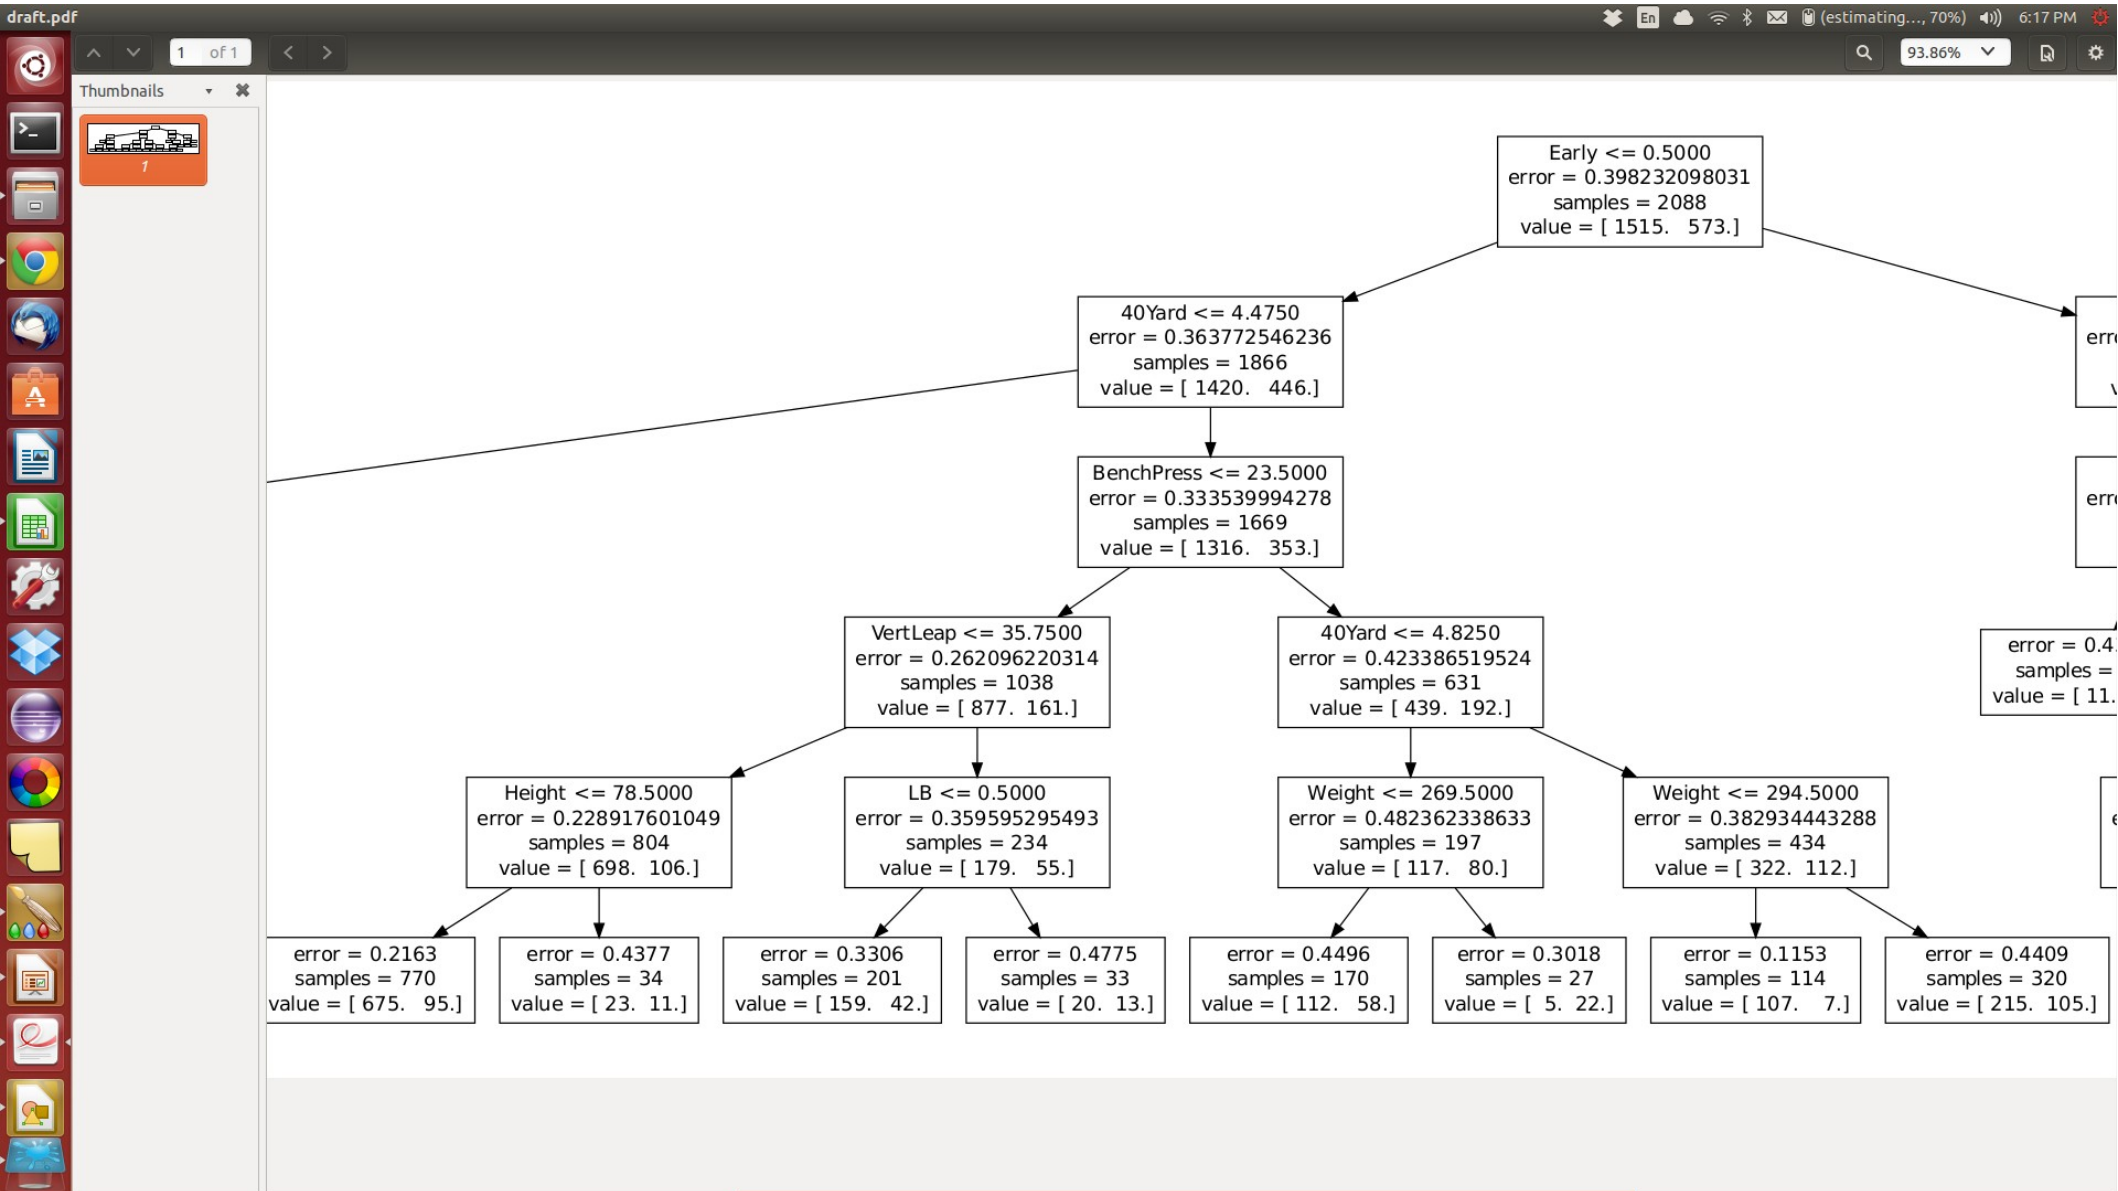 draft.pdf
En
(estimating..., 70%)
6:17 PM
1 of 1
93.86%
Thumbnails
1
Early <= 0.5000
error = 0.398232098031
samples = 2088
value = [ 1515. 573.]
40Yard <= 4.4750
error = 0.363772546236
samples = 1866
value = [ 1420. 446.]
BenchPress <= 23.5000
error = 0.333539994278
samples = 1669
value = [ 1316. 353.]
VertLeap <= 35.7500
error = 0.262096220314
samples = 1038
value = [ 877. 161.]
40Yard <= 4.8250
error = 0.423386519524
samples = 631
value = [ 439. 192.]
error = 0.4
samples =
value = [ 11.
Height <= 78.5000
error = 0.228917601049
samples = 804
value = [ 698. 106.]
LB <= 0.5000
error = 0.359595295493
samples = 234
value = [ 179. 55.]
Weight <= 269.5000
error = 0.482362338633
samples = 197
value = [ 117. 80.]
Weight <= 294.5000
error = 0.382934443288
samples = 434
value = [ 322. 112.]
error = 0.2163
samples = 770
value = [ 675. 95.]
error = 0.4377
samples = 34
value = [ 23. 11.]
error = 0.3306
samples = 201
value = [ 159. 42.]
error = 0.4775
samples = 33
value = [ 20. 13.]
error = 0.4496
samples = 170
value = [ 112. 58.]
error = 0.3018
samples = 27
value = [ 5. 22.]
error = 0.1153
samples = 114
value = [ 107. 7.]
error = 0.4409
samples = 320
value = [ 215. 105.]